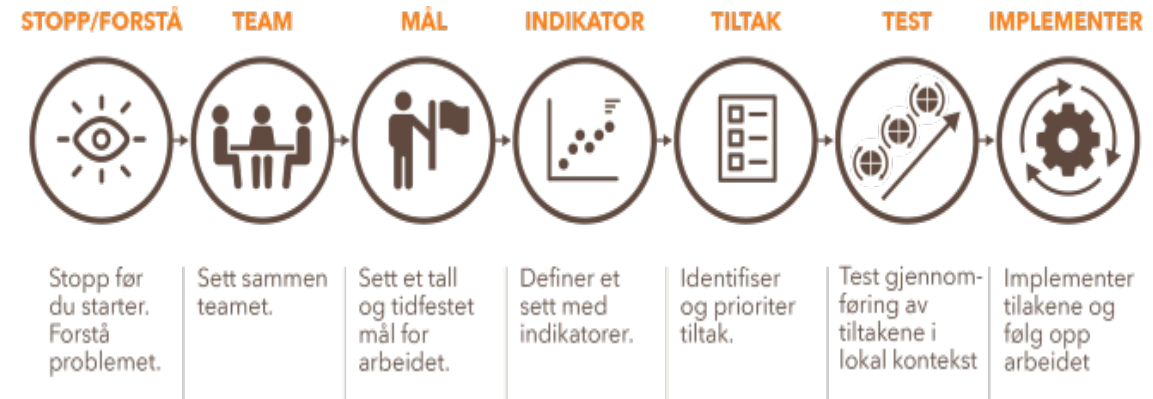 STOPP/FORSTÅ
TEAM
MÅL
INDIKATOR
TILTAK
TEST
IMPLEMENTER
Stopp før
du starter.
Forstå
problemet.
Sett sammen
teamet.
Sett et tall
og tidfestet
mål for
arbeidet.
Definer et
sett med
indikatorer.
Identifiser
og prioriter
tiltak.
Test gjennom-
føring av
tiltakene i
lokal kontekst
Implementer
tilakene og
følg opp
arbeidet